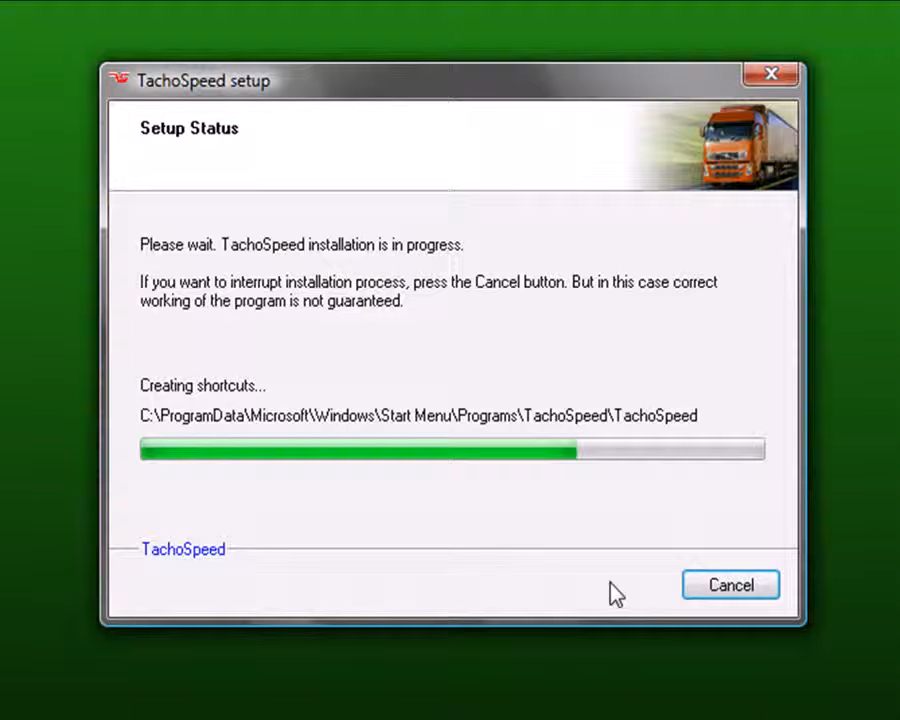 TachoSpeed setup
Setup Status
Please wait. TachoSpeed installation is in progress.
If you want to interrupt installation process, press the Cancel button. But in this case correct
working of the program is not guaranteed.
Creating shortcuts...
C:\ProgramData\Microsoft\Windows\Start Menu\Programs\TachoSpeed\TachoSpeed
TachoSpeed
Cancel